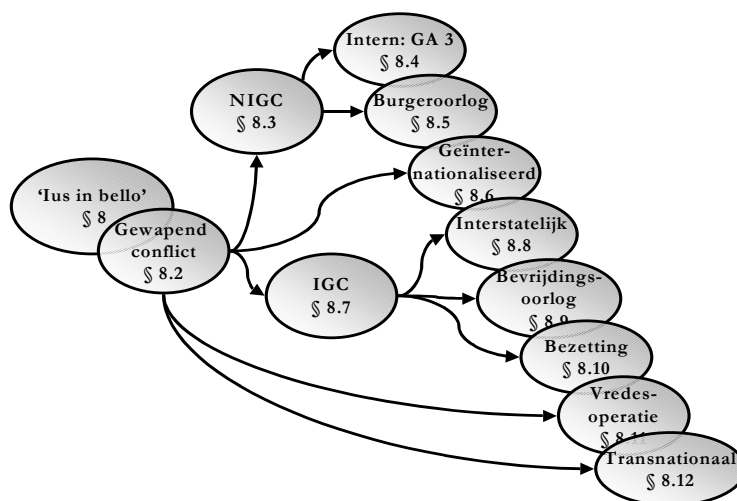 Intern: GA 3
§ 8.4
NIGC
§ 8.3
Burgeroorlog
§ 8.5
Geïnter-
nationaliseerd
§ 8.6
'Ius in bello'
§ 8
Gewapend
conflict
§ 8.2
Interstatelijk
§ 8.8
IGC
§ 8.7
Bevrijdings-
oorlog
§ 8.9
Bezetting
§ 8.10
Vredes-
operatie
§ 8.11
Transnationaal
§ 8.12